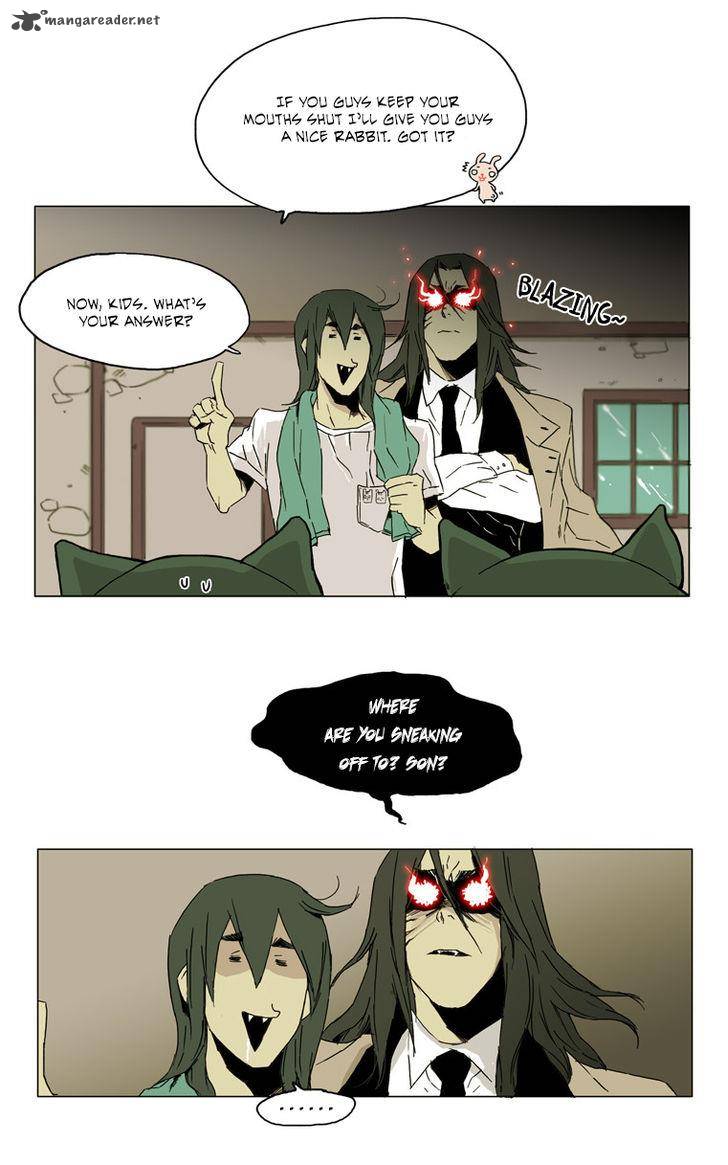 mangareader.net
IF YOU GUYS KEEP YOUR
MOUTHS SHUT I'LL GIVE YOU GUYS
A NICE RABBIT. GOT IT?
NOW, KIDS. WHAT'S
YOUR ANSWER?
BLAZING~
WHERE
ARE YOU SNEAKING
OFF TO? SON?
......